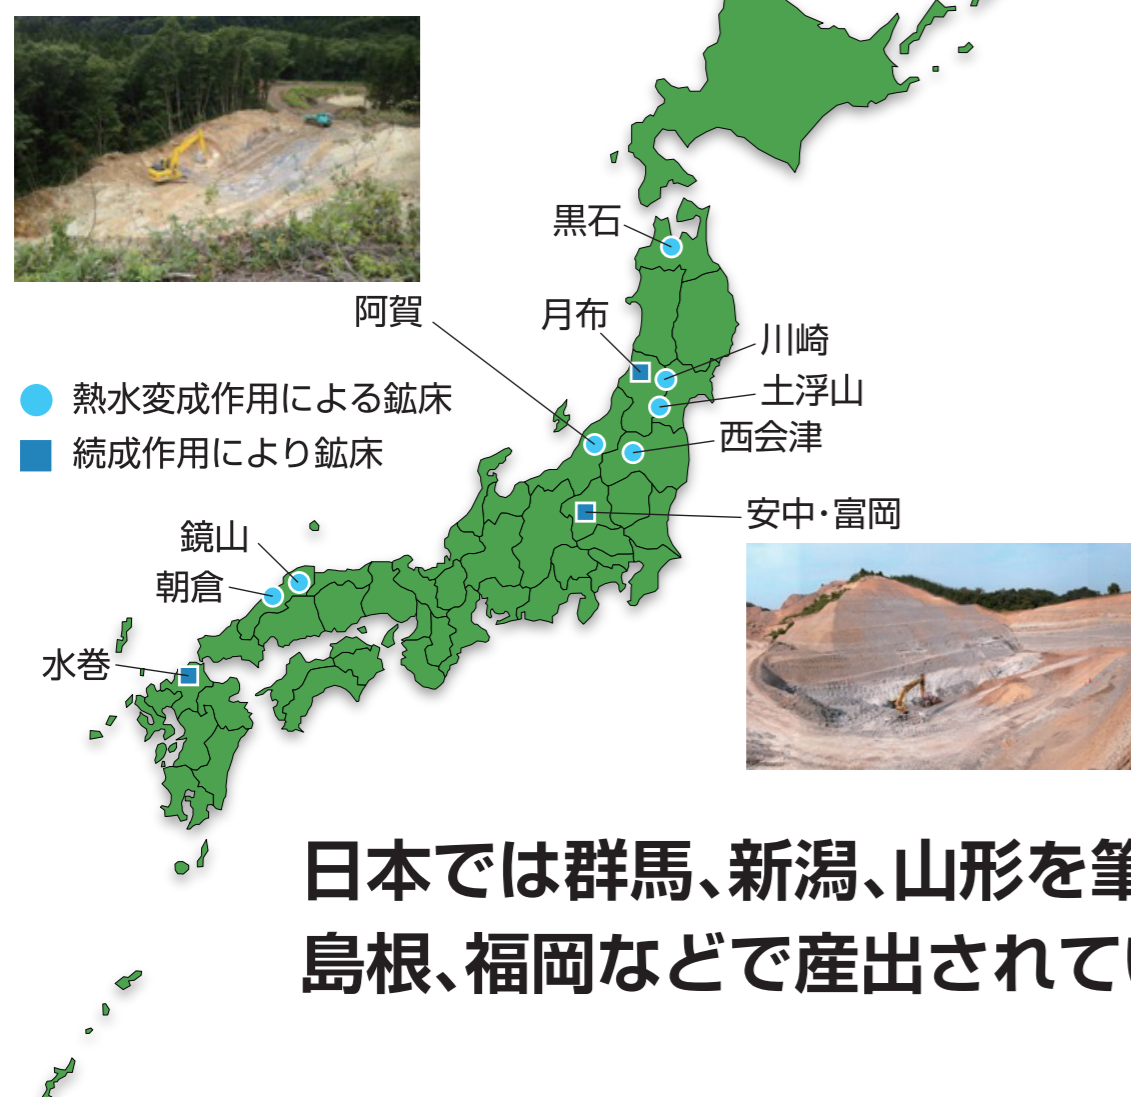 黒石
阿賀
月布
川崎
土浮山
西会津
熱水変成作用による鉱床
続成作用により鉱床
安中・富岡
鏡山
朝倉
水巻
日本では群馬、新潟、山形を筆
島根、福岡などで産出されてい